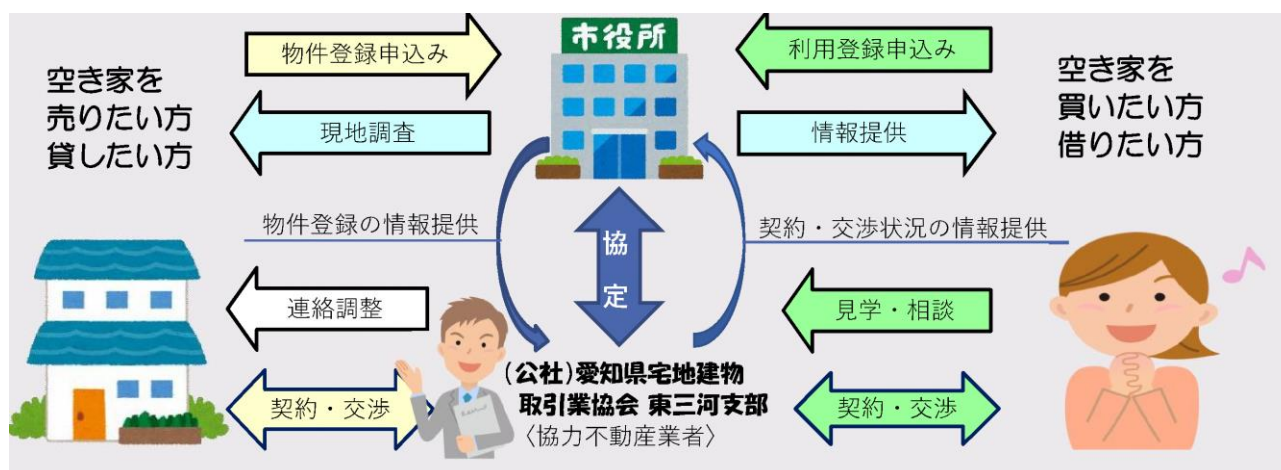 市役所
物件登録申込み
利用登録申込み
空き家を
売りたい方
貸したい方
空き家を
買いたい方
借りたい方
現地調査
情報提供
物件登録の情報提供
協定
契約・交渉状況の情報提供
連絡調整
見学・相談
(公社)愛知県宅地建物
取引業協会 東三河支部
〈協力不動産業者〉
契約・交渉
契約・交渉